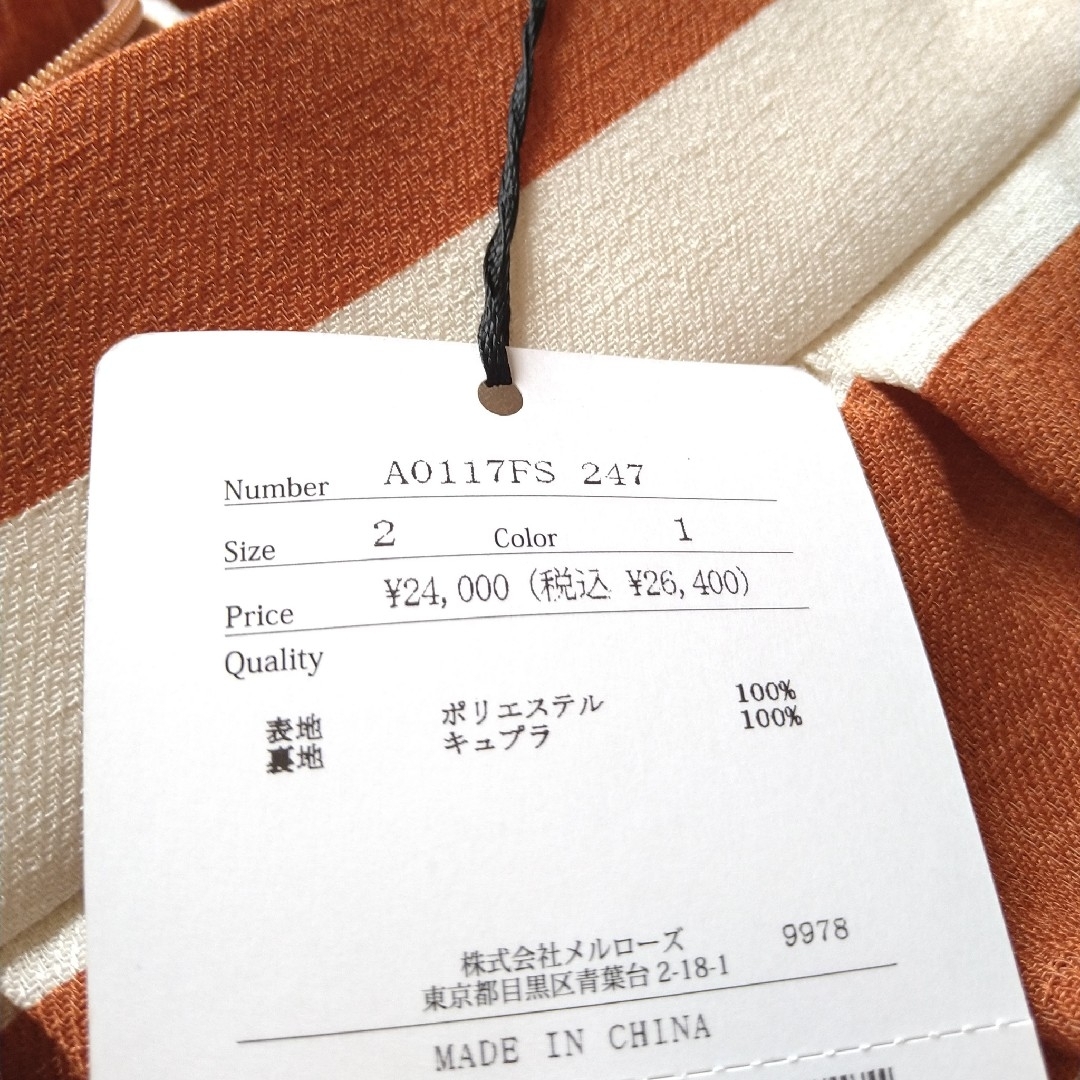 Number A0117FS 247
Size 2 Color 1
Price ¥24,000 (税込 ¥26,400)
Quality
表地 ポリエステル 100%
裏地 キュプラ 100%
株式会社メルローズ 9978
東京都目黒区青葉台2-18-1
MADE IN CHINA